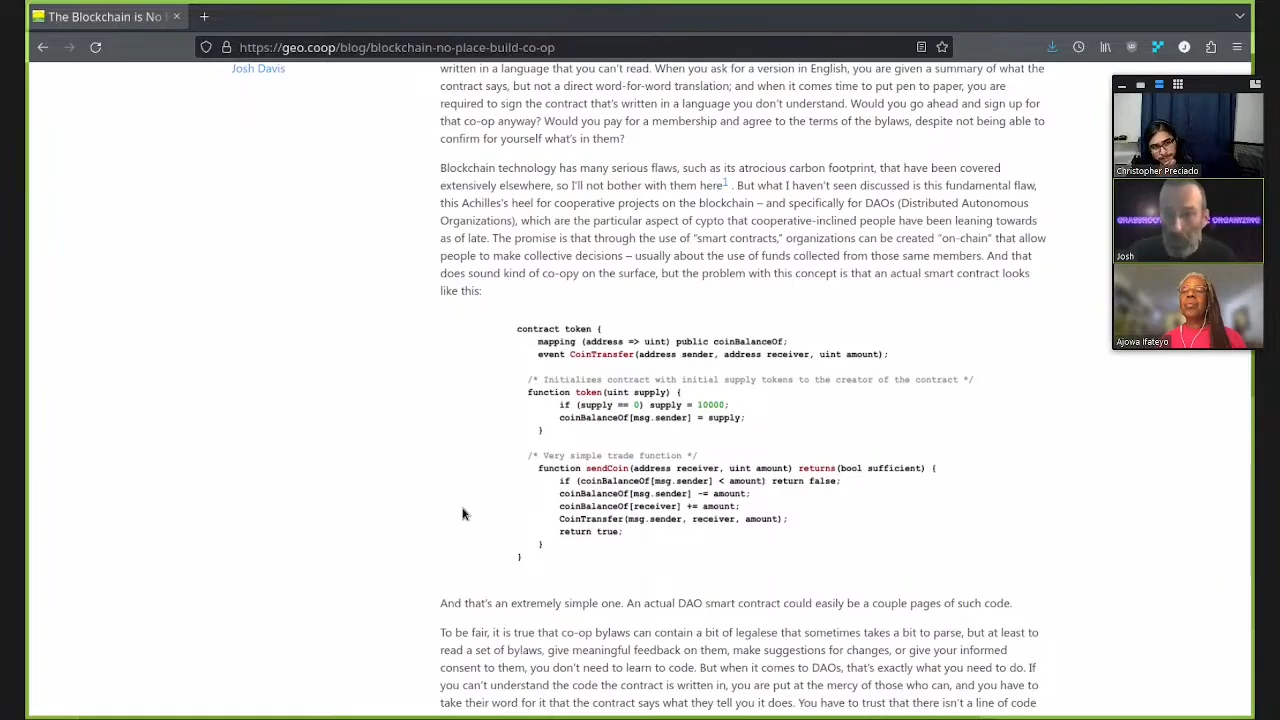 The Blockchain is No
https://geo.coop/blog/blockchain-no-place-build-co-op
Josh Davis
written in a language that you can't read. When you ask for a version in English, you are given a summary of what the
contract says, but not a direct word-for-word translation; and when it comes time to put pen to paper, you are
required to sign the contract that's written in a language you don't understand. Would you go ahead and sign up for
that co-op anyway? Would you pay for a membership and agree to the terms of the bylaws, despite not being able to
confirm for yourself what's in them?
Blockchain technology has many serious flaws, such as its atrocious carbon footprint, that have been covered
extensively elsewhere, so I'll not bother with them here1 . But what I haven't seen discussed is this fundamental flaw,
this Achilles's heel for cooperative projects on the blockchain – and specifically for DAOs (Distributed Autonomous
Organizations), which are the particular aspect of cypto that cooperative-inclined people have been leaning towards
as of late. The promise is that through the use of "smart contracts," organizations can be created "on-chain" that allow
people to make collective decisions – usually about the use of funds collected from those same members. And that
does sound kind of co-opy on the surface, but the problem with this concept is that an actual smart contract looks
like this:
contract token {
mapping (address => uint) public coinBalanceOf;
event CoinTransfer(address sender, address receiver, uint amount);
/* Initializes contract with initial supply tokens to the creator of the contract */
function token(uint supply) {
if (supply == 0) supply = 10000;
coinBalanceOf[msg.sender] = supply;
}
/* Very simple trade function */
function sendCoin(address receiver, uint amount) returns(bool sufficient) {
if (coinBalanceOf[msg.sender] < amount) return false;
coinBalanceOf[msg.sender] -= amount;
coinBalanceOf[receiver] += amount;
CoinTransfer(msg.sender, receiver, amount);
return true;
}
}
And that's an extremely simple one. An actual DAO smart contract could easily be a couple pages of such code.
To be fair, it is true that co-op bylaws can contain a bit of legalese that sometimes takes a bit to parse, but at least to
read a set of bylaws, give meaningful feedback on them, make suggestions for changes, or give your informed
consent to them, you don't need to learn to code. But when it comes to DAOs, that's exactly what you need to do. If
you can't understand the code the contract is written in, you are put at the mercy of those who can, and you have to
take their word for it that the contract says what they tell you it does. You have to trust that there isn't a line of code
Christopher Preciado
ORGANIZING
Josh
Ajowa Ifateyo